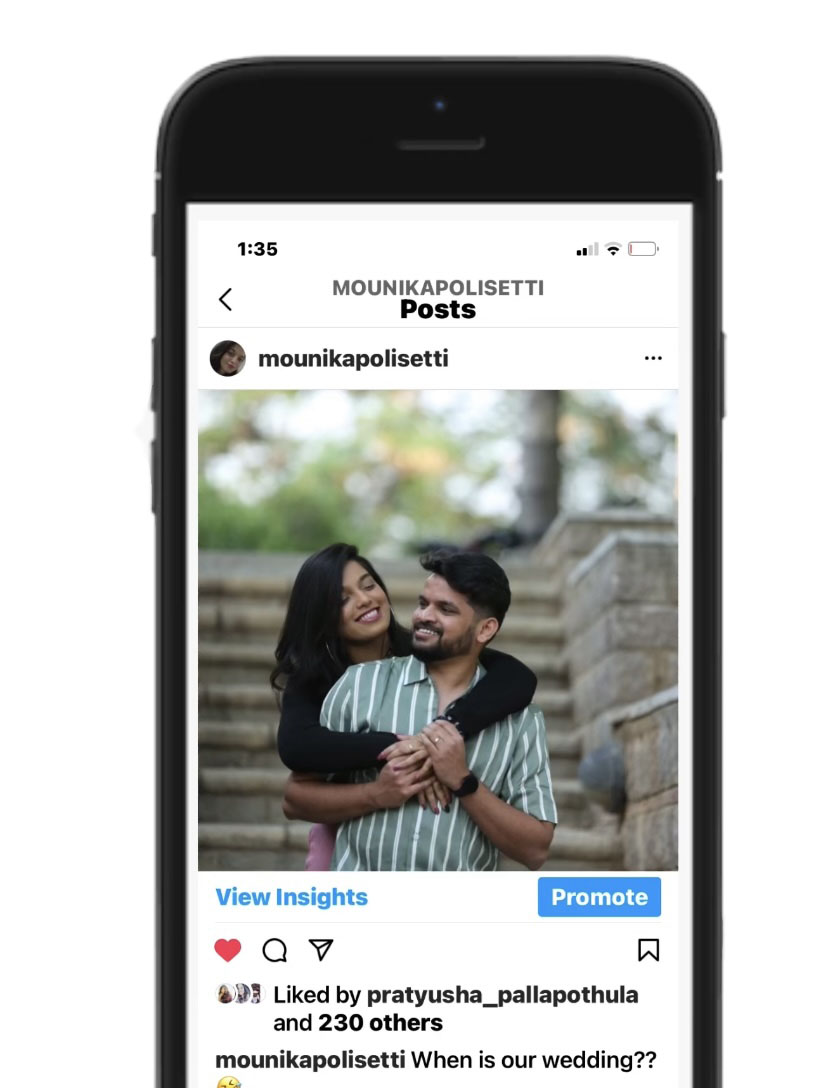 1:35
MOUNIKAPOLISETTI
Posts
mounikapolisetti
View Insights
Promote
Liked by pratyusha_pallapothula
and 230 others
mounikapolisetti When is our wedding??
🤣